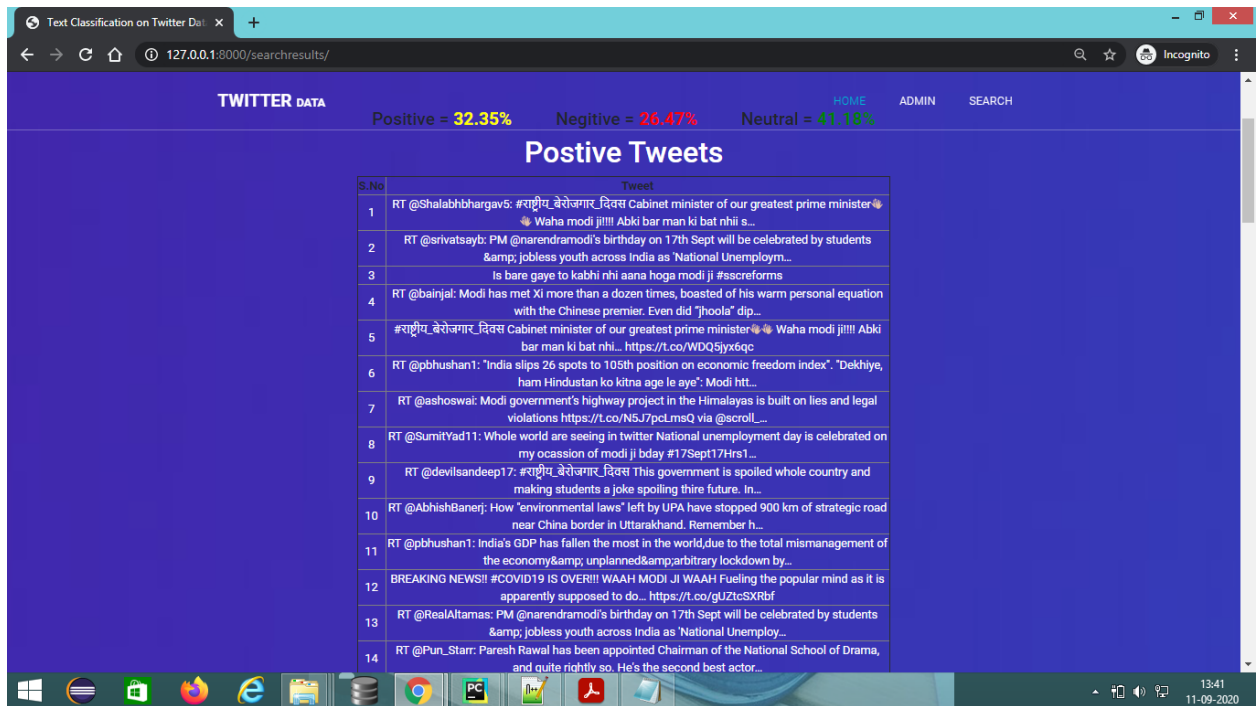 Text Classification on Twitter Dat
127.0.0.1:8000/searchresults/
Incognito
TWITTER DATA
HOME
ADMIN
SEARCH
Positive = 32.35%
Negitive = 26.47%
Neutral = 41.18%
Postive Tweets
S.No Tweet
1 RT @Shalabhbhargav5: #राष्ट्रीय_बेरोजगार_दिवस Cabinet minister of our greatest prime minister👋🏼
👋🏼 Waha modi ji!!!! Abki bar man ki bat nhii s…
2 RT @srivatsayb: PM @narendramodi's birthday on 17th Sept will be celebrated by students
&amp; jobless youth across India as 'National Unemploym…
3 Is bare gaye to kabhi nhi aana hoga modi ji #sscreforms
4 RT @bainjal: Modi has met Xi more than a dozen times, boasted of his warm personal equation
with the Chinese premier. Even did “jhoola” dip…
5 #राष्ट्रीय_बेरोजगार_दिवस Cabinet minister of our greatest prime minister👋🏼👋🏼 Waha modi ji!!!! Abki
bar man ki bat nhi… https://t.co/WDQ5jyx6qc
6 RT @pbhushan1: "India slips 26 spots to 105th position on economic freedom index". "Dekhiye,
ham Hindustan ko kitna age le aye": Modi htt…
7 RT @ashoswai: Modi government's highway project in the Himalayas is built on lies and legal
violations https://t.co/N5J7pcLmsQ via @scroll_…
8 RT @SumitYad11: Whole world are seeing in twitter National unemployment day is celebrated on
my ocassion of modi ji bday #17Sept17Hrs1…
9 RT @devilsandeep17: #राष्ट्रीय_बेरोजगार_दिवस This government is spoiled whole country and
making students a joke spoiling thire future. In…
10 RT @AbhishBanerj: How "environmental laws" left by UPA have stopped 900 km of strategic road
near China border in Uttarakhand. Remember h…
11 RT @pbhushan1: India's GDP has fallen the most in the world,due to the total mismanagement of
the economy&amp; unplanned&amp;arbitrary lockdown by…
12 BREAKING NEWS!! #COVID19 IS OVER!!! WAAH MODI JI WAAH Fueling the popular mind as it is
apparently supposed to do… https://t.co/gUZtcSXRbf
13 RT @RealAltamas: PM @narendramodi's birthday on 17th Sept will be celebrated by students
&amp; jobless youth across India as 'National Unemploy…
14 RT @Pun_Starr: Paresh Rawal has been appointed Chairman of the National School of Drama,
and quite rightly so. He's the second best actor…
PC
13:41
11-09-2020